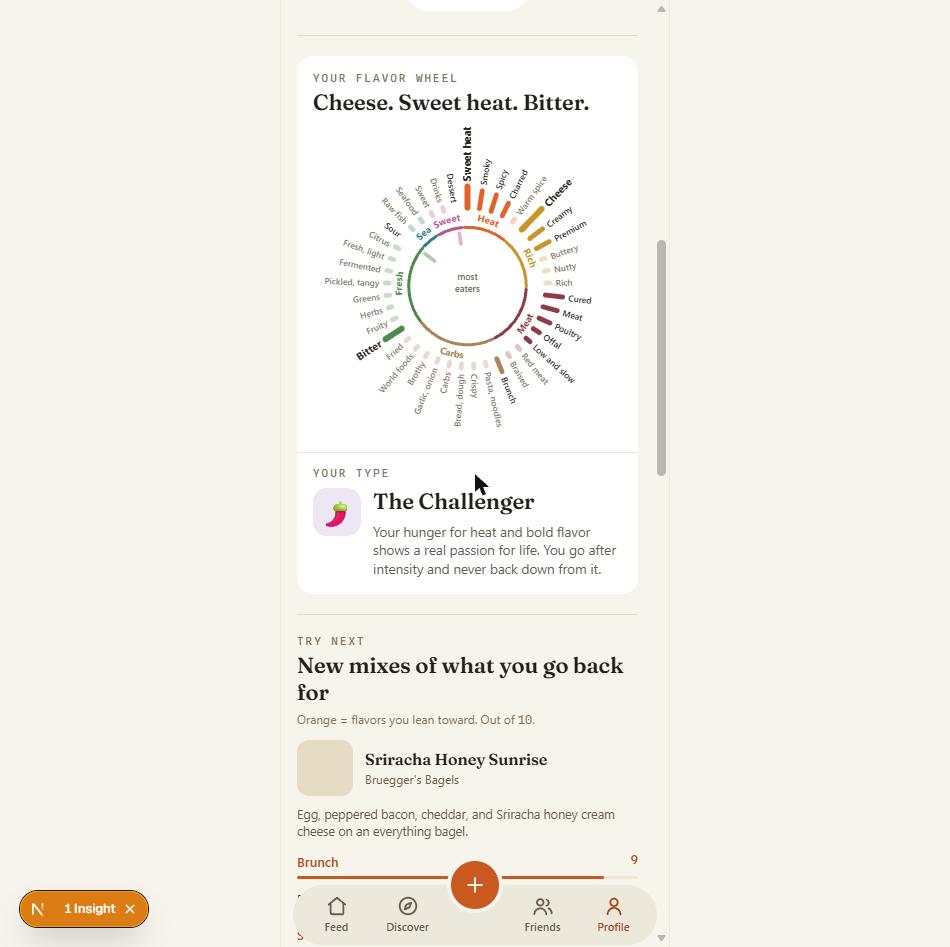 YOUR FLAVOR WHEEL
Cheese. Sweet heat. Bitter.
Sweet heat
Smoky
Spicy
Charred
Warm spice
Cheese
Creamy
Premium
Buttery
Nutty
Rich
Cured
Meat
Poultry
Offal
Low and slow
Red meat
Braised
Brunch
Pasta, noodles
Crispy
Bread, dough
Carbs
Garlic, onion
Brothy
World foods
Fried
Bitter
Fruity
Herbs
Greens
Pickled, tangy
Fermented
Fresh, light
Citrus
Sour
Raw fish
Seafood
Sweet
Drinks
Dessert
Heat
Rich
Meat
Carbs
Fresh
Sea
Sweet
most
eaters
YOUR TYPE
The Challenger
Your hunger for heat and bold flavor
shows a real passion for life. You go after
intensity and never back down from it.
TRY NEXT
New mixes of what you go back
for
Orange = flavors you lean toward. Out of 10.
Sriracha Honey Sunrise
Bruegger's Bagels
Egg, peppered bacon, cheddar, and Sriracha honey cream
cheese on an everything bagel.
Brunch 9
Feed
Discover
Friends
Profile
1 Insight